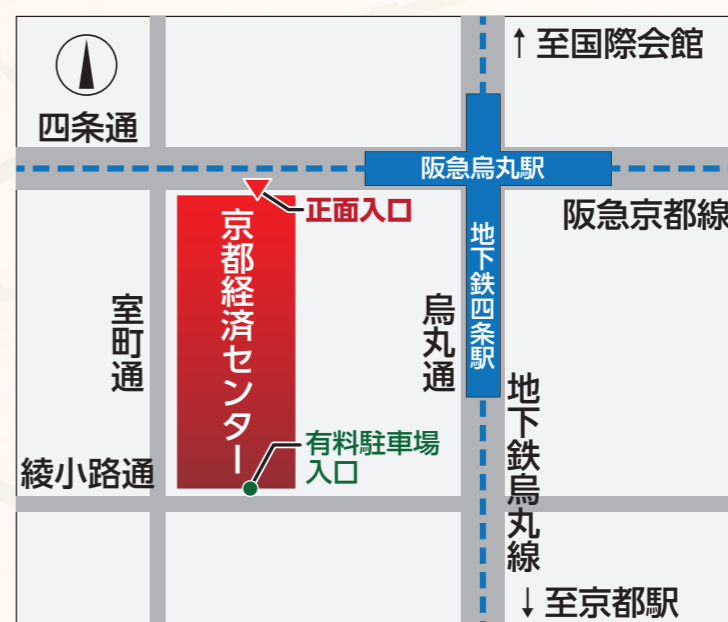 ↑至国際会館
四条通
阪急烏丸駅
正面入口
阪急京都線
京都経済センター
地下鉄四条駅
室町通
烏丸通
地下鉄烏丸線
有料駐車場
入口
綾小路通
↓至京都駅